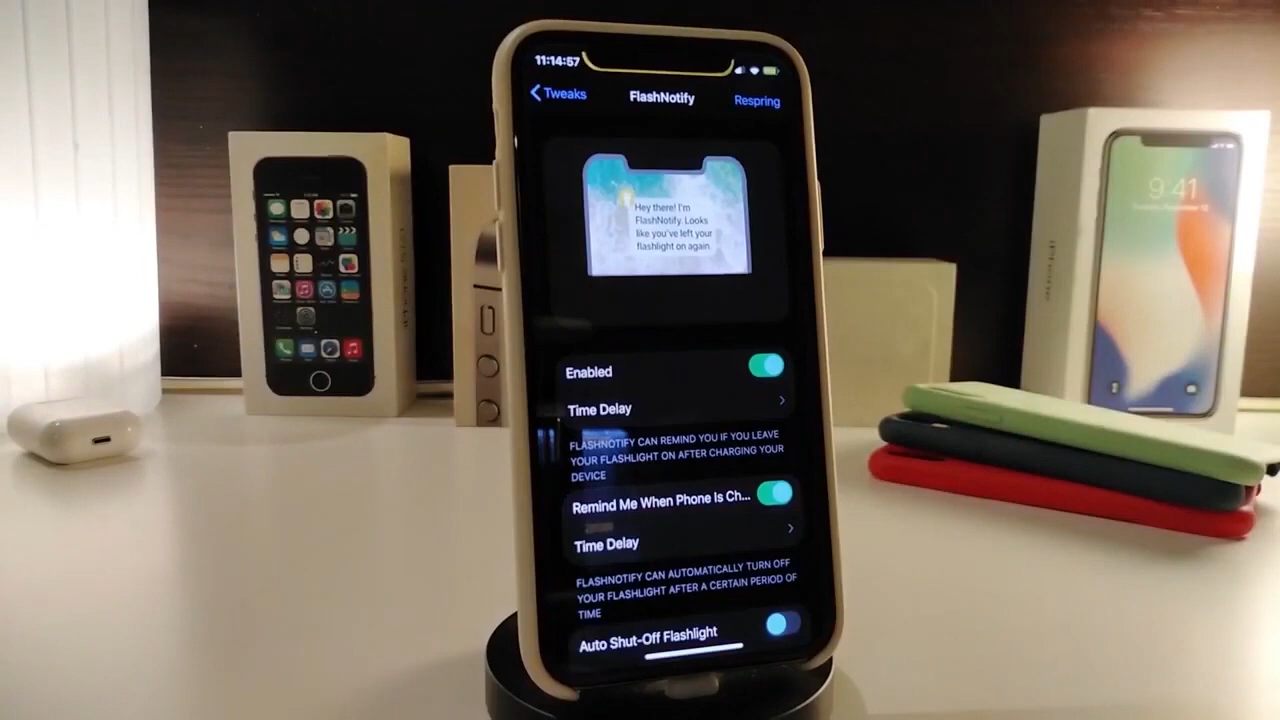 11:14:57
Tweaks
FlashNotify
Respring
Hey there! I'm
FlashNotify. Looks
like you've left your
flashlight on again.
Enabled
Time Delay
FLASHNOTIFY CAN REMIND YOU IF YOU LEAVE
YOUR FLASHLIGHT ON AFTER CHARGING YOUR
DEVICE
Remind Me When Phone Is Ch...
Time Delay
FLASHNOTIFY CAN AUTOMATICALLY TURN OFF
YOUR FLASHLIGHT AFTER A CERTAIN PERIOD OF
TIME
Auto Shut-Off Flashlight
iPhone
9:41